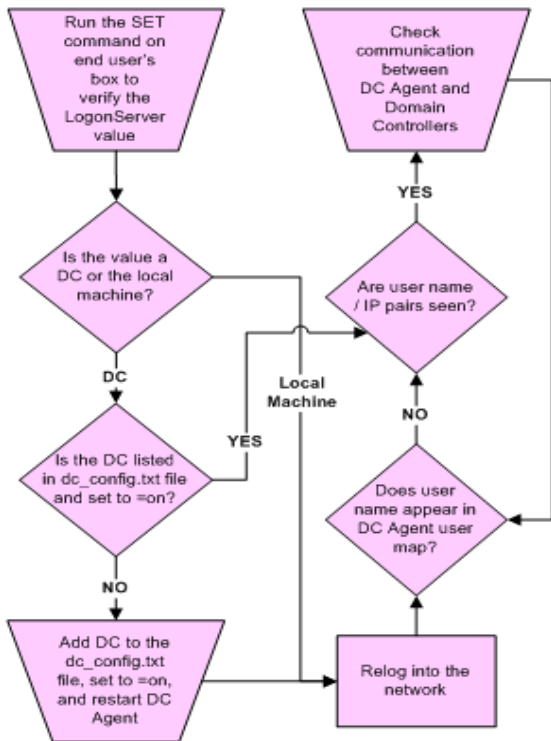 Run the SET
command on
end user's
box to
verify the
LogonServer
value
Is the value a
DC or the local
machine?
DC
Is the DC listed
in dc_config.txt file
and set to =on?
NO
Add DC to the
dc_config.txt
file, set to =on,
and restart DC
Agent
YES
Local
Machine
Check
communication
between
DC Agent and
Domain
Controllers
YES
Are user name
/ IP pairs seen?
NO
Does user
name appear in
DC Agent user
map?
Relog into the
network